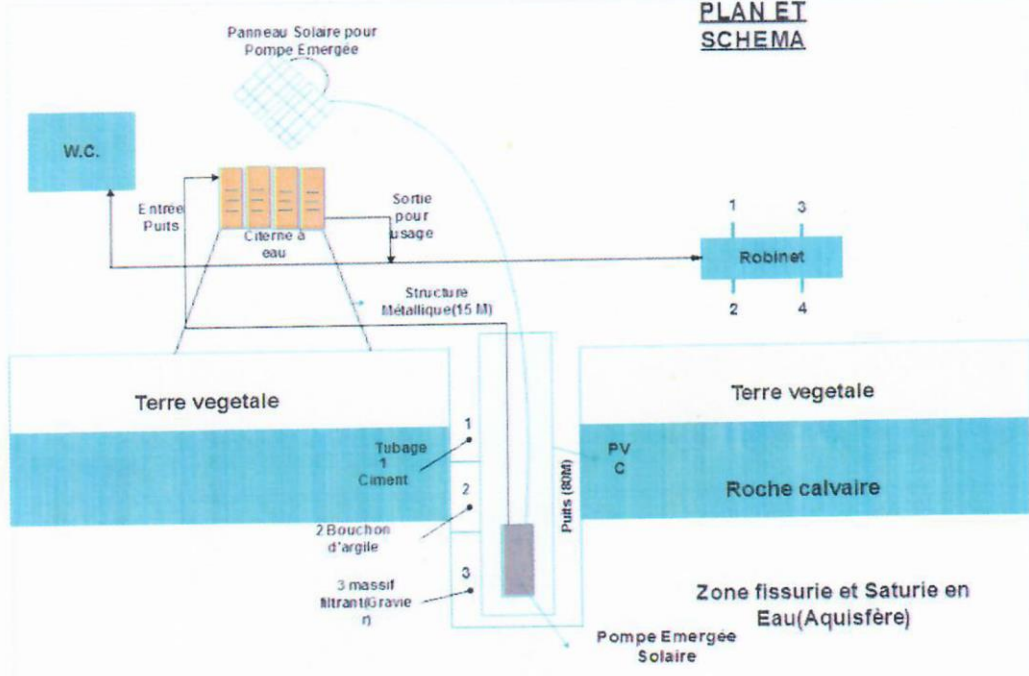 PLAN ET
SCHEMA
Panneau Solaire pour
Pompe Emergée
W.C.
Entrée
Puits
Citerne à
eau
Sortie
pour
usage
1
3
Robinet
2
4
Structure
Métallique(15 M)
Terre vegetale
Terre vegetale
1
Tubage
1
Ciment
PV
C
2
Puits (80M)
Roche calvaire
2 Bouchon
d'argile
3
3 massif
filtrant(Gravie
r)
Zone fissurie et Saturie en
Eau(Aquisfère)
Pompe Emergée
Solaire